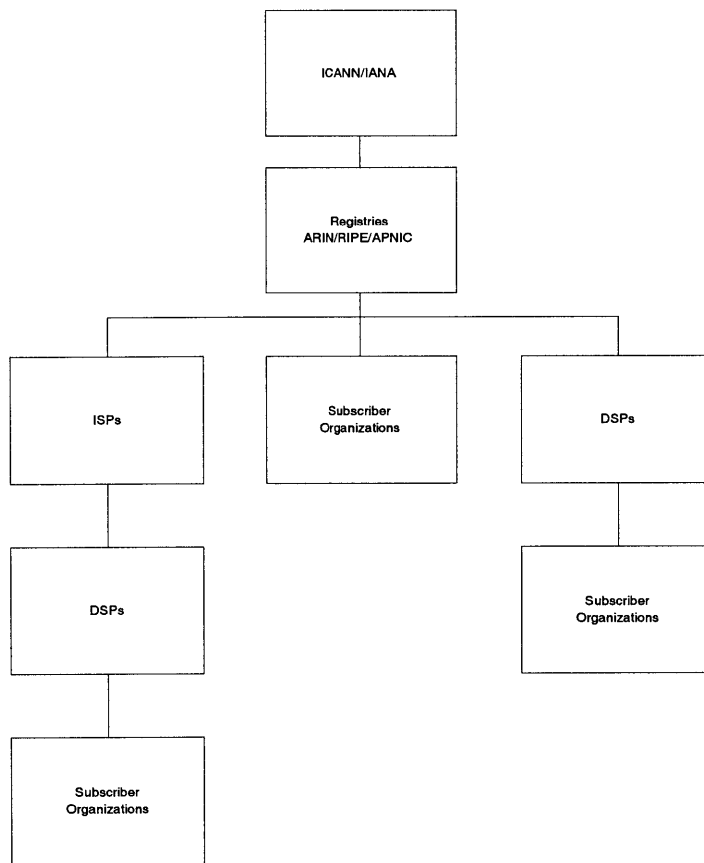 ICANN/IANA
Registries
ARIN/RIPE/APNIC
ISPs
Subscriber
Organizations
DSPs
DSPs
Subscriber
Organizations
Subscriber
Organizations